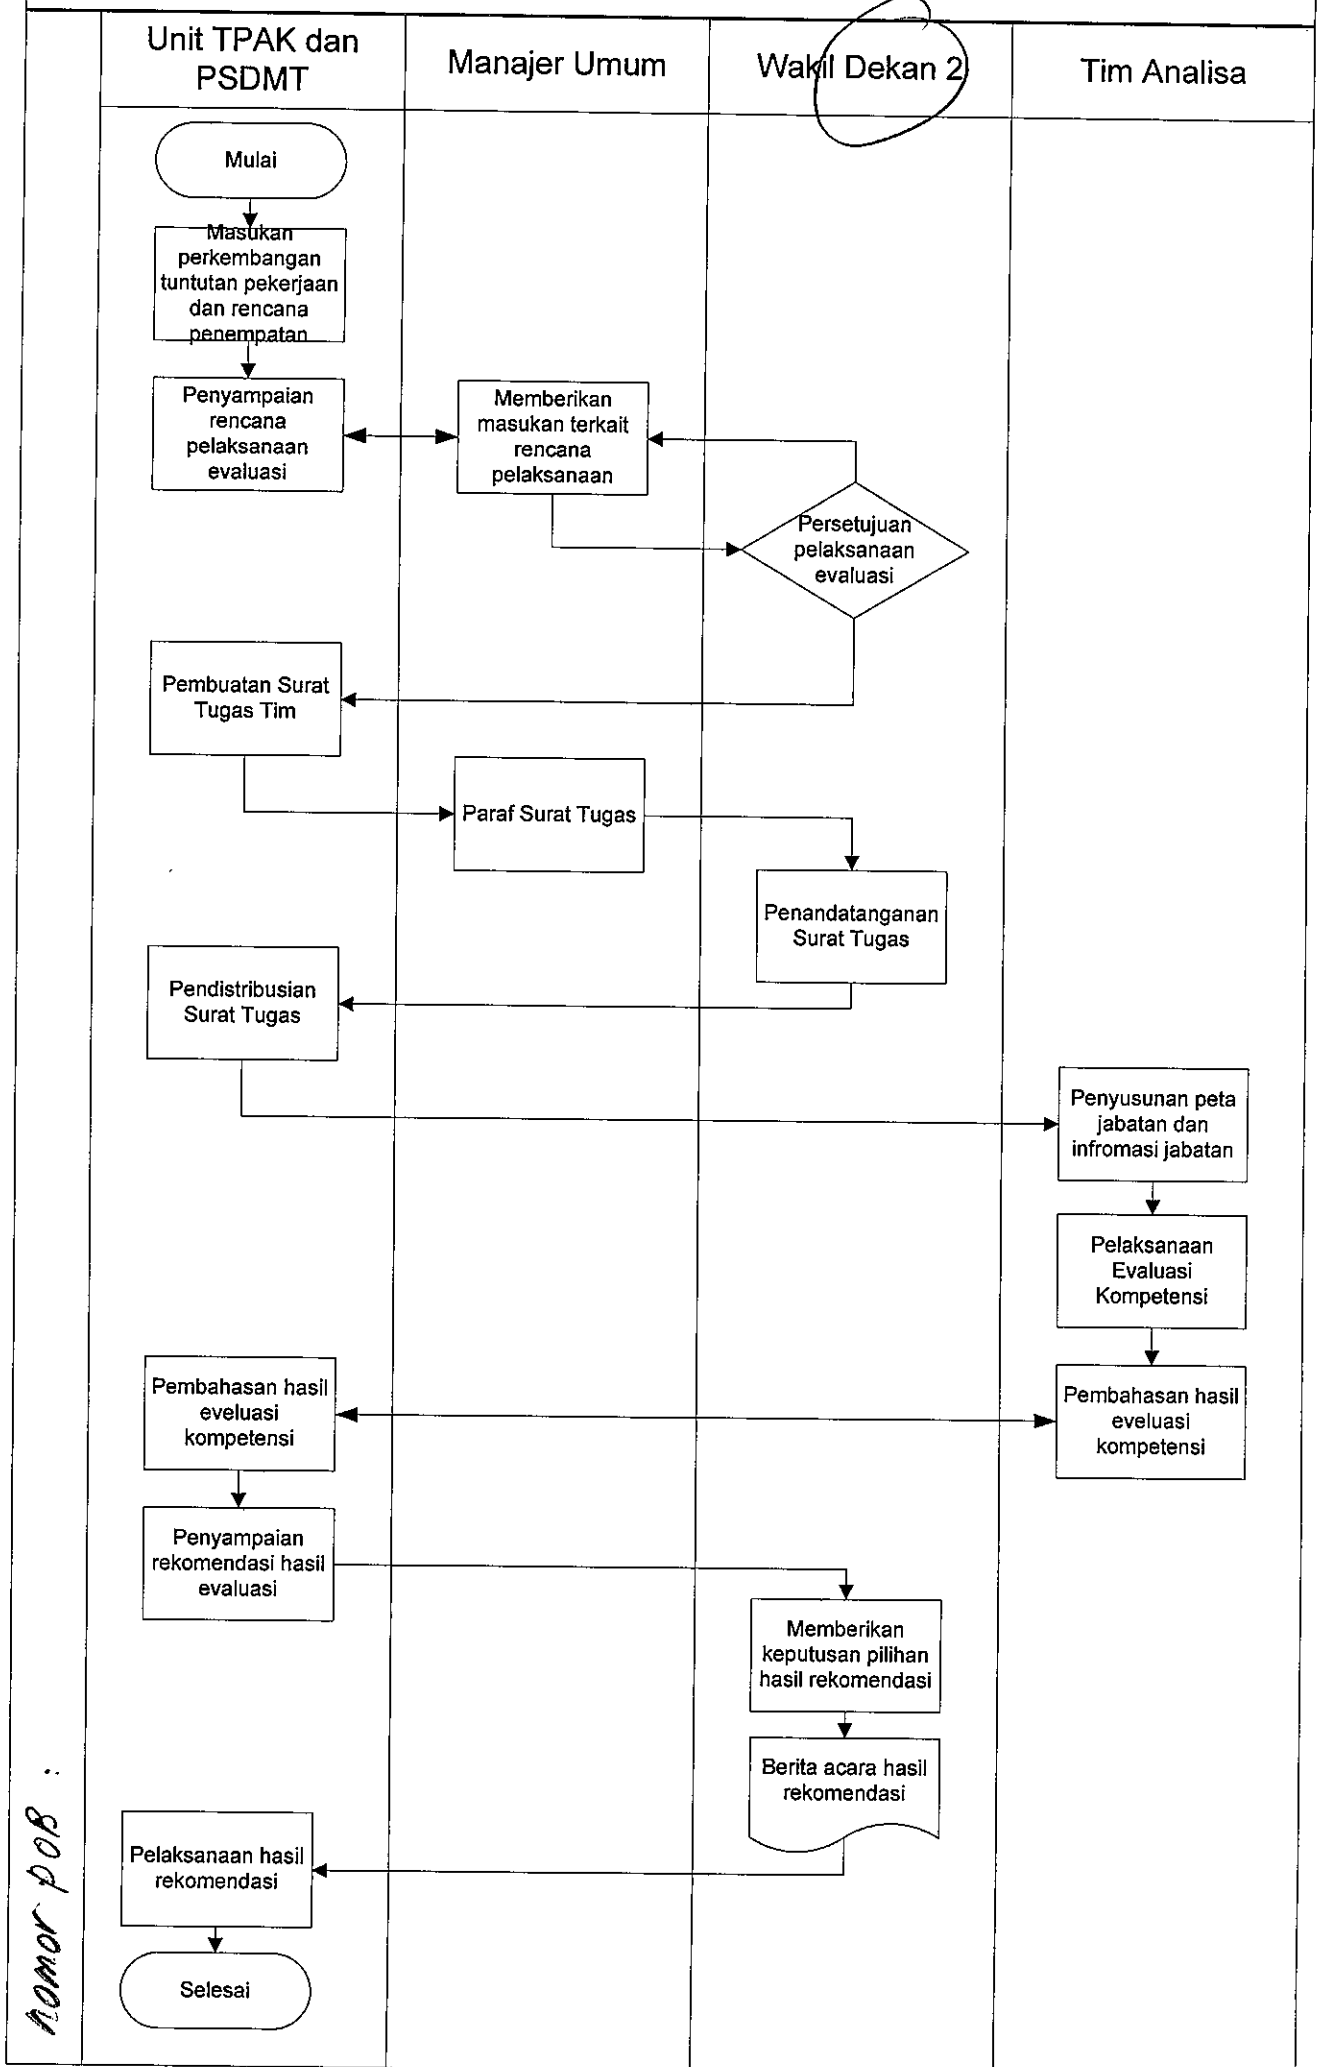 Unit TPAK dan
PSDMT
Manajer Umum
Wakil Dekan 2
Tim Analisa
Mulai
Masukan
perkembangan
tuntutan pekerjaan
dan rencana
penempatan
Penyampaian
rencana
pelaksanaan
evaluasi
Memberikan
masukan terkait
rencana
pelaksanaan
Persetujuan
pelaksanaan
evaluasi
Pembuatan Surat
Tugas Tim
Paraf Surat Tugas
Penandatanganan
Surat Tugas
Pendistribusian
Surat Tugas
Penyusunan peta
jabatan dan
infromasi jabatan
Pelaksanaan
Evaluasi
Kompetensi
Pembahasan hasil
eveluasi
kompetensi
Pembahasan hasil
eveluasi
kompetensi
Penyampaian
rekomendasi hasil
evaluasi
Memberikan
keputusan pilihan
hasil rekomendasi
Berita acara hasil
rekomendasi
Pelaksanaan hasil
rekomendasi
Selesai
nomor POB :